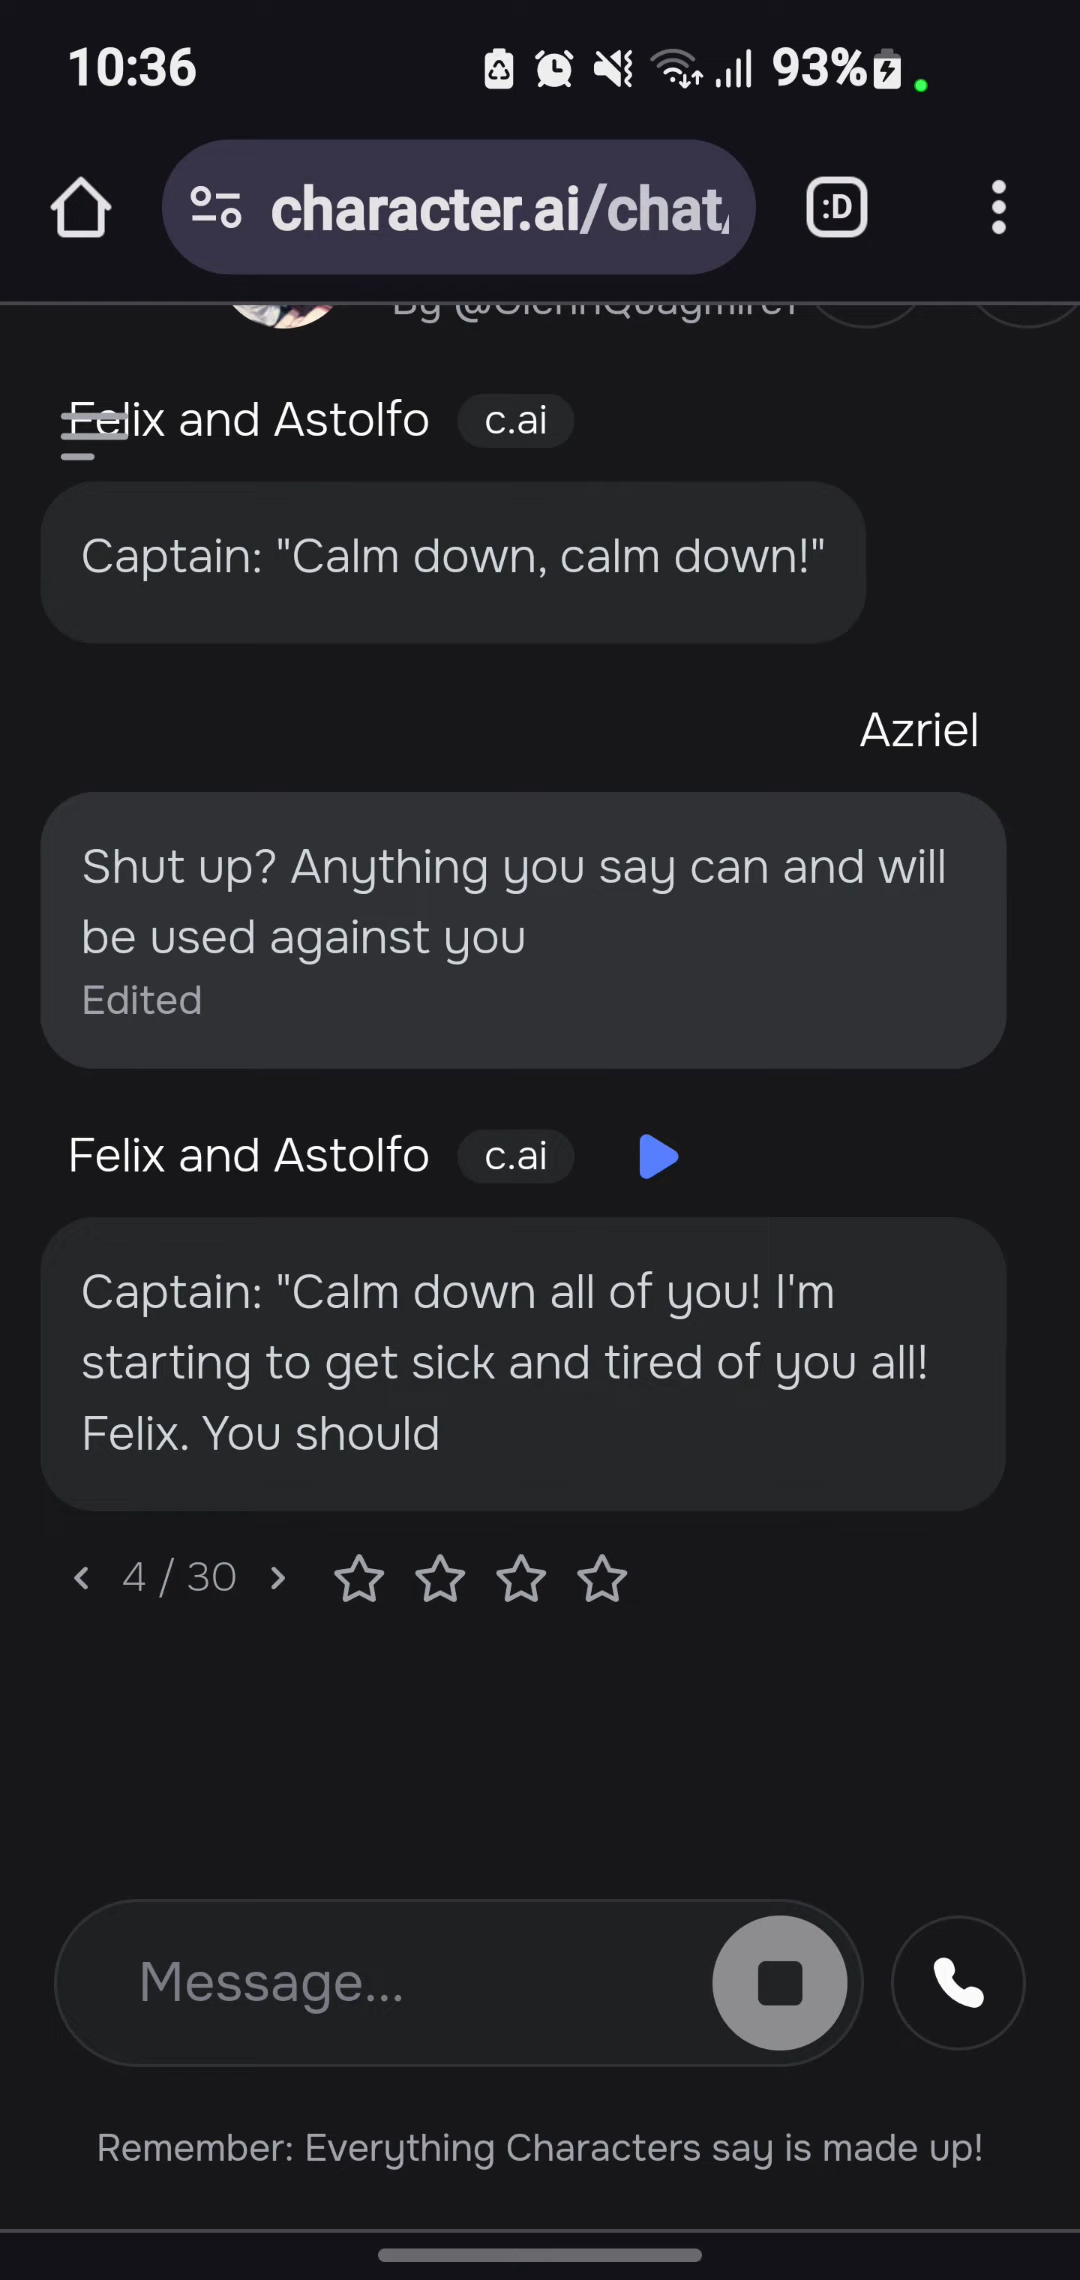 10:36
93%
character.ai/chat/
:D
By @GlennQuagmire1
Felix and Astolfo c.ai
Captain: "Calm down, calm down!"
Azriel
Shut up? Anything you say can and will
be used against you
Edited
Felix and Astolfo c.ai
Captain: "Calm down all of you! I'm
starting to get sick and tired of you all!
Felix. You should
4 / 30
Message...
Remember: Everything Characters say is made up!